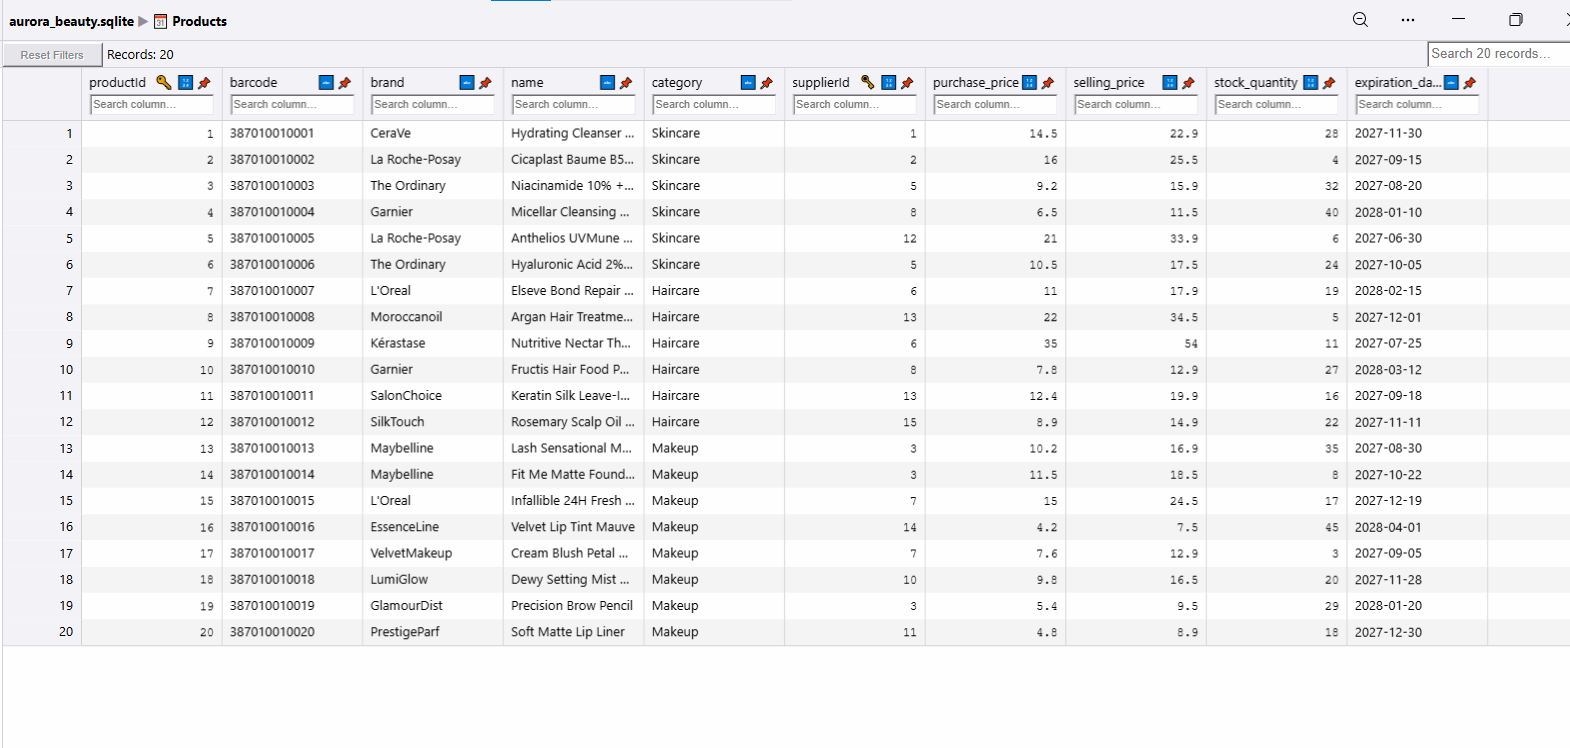 aurora_beauty.sqlite ▶ Products
Reset Filters Records: 20 Search 20 records...
productId barcode brand name category supplierId purchase_price selling_price stock_quantity expiration_da...
Search column... Search column... Search column... Search column... Search column... Search column... Search column... Search column... Search column... Search column...
1 1 387010010001 CeraVe Hydrating Cleanser ... Skincare 1 14.5 22.9 28 2027-11-30
2 2 387010010002 La Roche-Posay Cicaplast Baume B5... Skincare 2 16 25.5 4 2027-09-15
3 3 387010010003 The Ordinary Niacinamide 10% +... Skincare 5 9.2 15.9 32 2027-08-20
4 4 387010010004 Garnier Micellar Cleansing ... Skincare 8 6.5 11.5 40 2028-01-10
5 5 387010010005 La Roche-Posay Anthelios UVMune ... Skincare 12 21 33.9 6 2027-06-30
6 6 387010010006 The Ordinary Hyaluronic Acid 2%... Skincare 5 10.5 17.5 24 2027-10-05
7 7 387010010007 L'Oreal Elseve Bond Repair ... Haircare 6 11 17.9 19 2028-02-15
8 8 387010010008 Moroccanoil Argan Hair Treatme... Haircare 13 22 34.5 5 2027-12-01
9 9 387010010009 Kérastase Nutritive Nectar Th... Haircare 6 35 54 11 2027-07-25
10 10 387010010010 Garnier Fructis Hair Food P... Haircare 8 7.8 12.9 27 2028-03-12
11 11 387010010011 SalonChoice Keratin Silk Leave-I... Haircare 13 12.4 19.9 16 2027-09-18
12 12 387010010012 SilkTouch Rosemary Scalp Oil ... Haircare 15 8.9 14.9 22 2027-11-11
13 13 387010010013 Maybelline Lash Sensational M... Makeup 3 10.2 16.9 35 2027-08-30
14 14 387010010014 Maybelline Fit Me Matte Found... Makeup 3 11.5 18.5 8 2027-10-22
15 15 387010010015 L'Oreal Infallible 24H Fresh ... Makeup 7 15 24.5 17 2027-12-19
16 16 387010010016 EssenceLine Velvet Lip Tint Mauve Makeup 14 4.2 7.5 45 2028-04-01
17 17 387010010017 VelvetMakeup Cream Blush Petal ... Makeup 7 7.6 12.9 3 2027-09-05
18 18 387010010018 LumiGlow Dewy Setting Mist ... Makeup 10 9.8 16.5 20 2027-11-28
19 19 387010010019 GlamourDist Precision Brow Pencil Makeup 3 5.4 9.5 29 2028-01-20
20 20 387010010020 PrestigeParf Soft Matte Lip Liner Makeup 11 4.8 8.9 18 2027-12-30